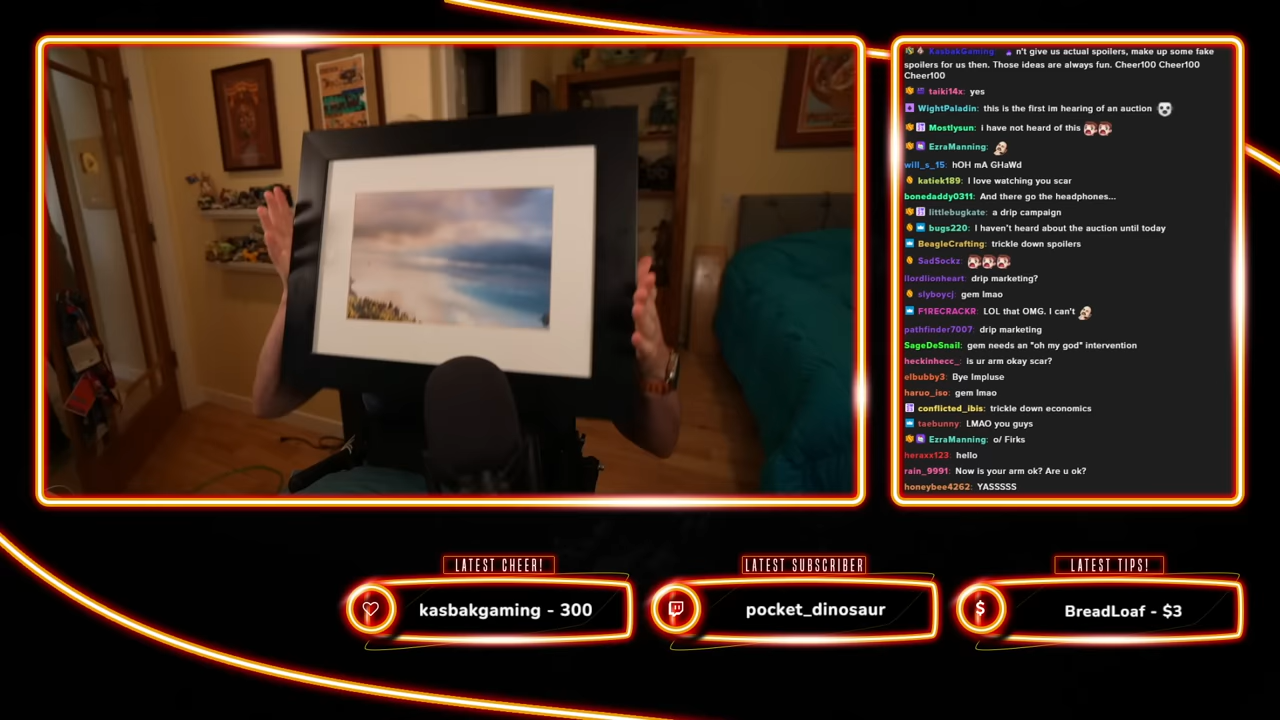 KasbakGaming: n't give us actual spoilers, make up some fake
spoilers for us then. Those ideas are always fun. Cheer100 Cheer100
Cheer100
taiki14x: yes
WightPaladin: this is the first im hearing of an auction
Mostlysun: i have not heard of this
EzraManning:
will_s_15: hOH mA GHaWd
katiek189: I love watching you scar
bonedaddy0311: And there go the headphones...
littlebugkate: a drip campaign
bugs220: I haven't heard about the auction until today
BeagleCrafting: trickle down spoilers
SadSockz:
llordlionheart: drip marketing?
slyboycj: gem lmao
F1RECRACKR: LOL that OMG. I can't
pathfinder7007: drip marketing
SageDeSnail: gem needs an "oh my god" intervention
heckinhecc_: is ur arm okay scar?
elbubby3: Bye Impluse
haruo_iso: gem lmao
conflicted_ibis: trickle down economics
taebunny: LMAO you guys
EzraManning: o/ Firks
heraxx123: hello
rain_9991: Now is your arm ok? Are u ok?
honeybee4262: YASSSSS
LATEST CHEER!
kasbakgaming - 300
LATEST SUBSCRIBER
pocket_dinosaur
LATEST TIPS!
$
BreadLoaf - $3